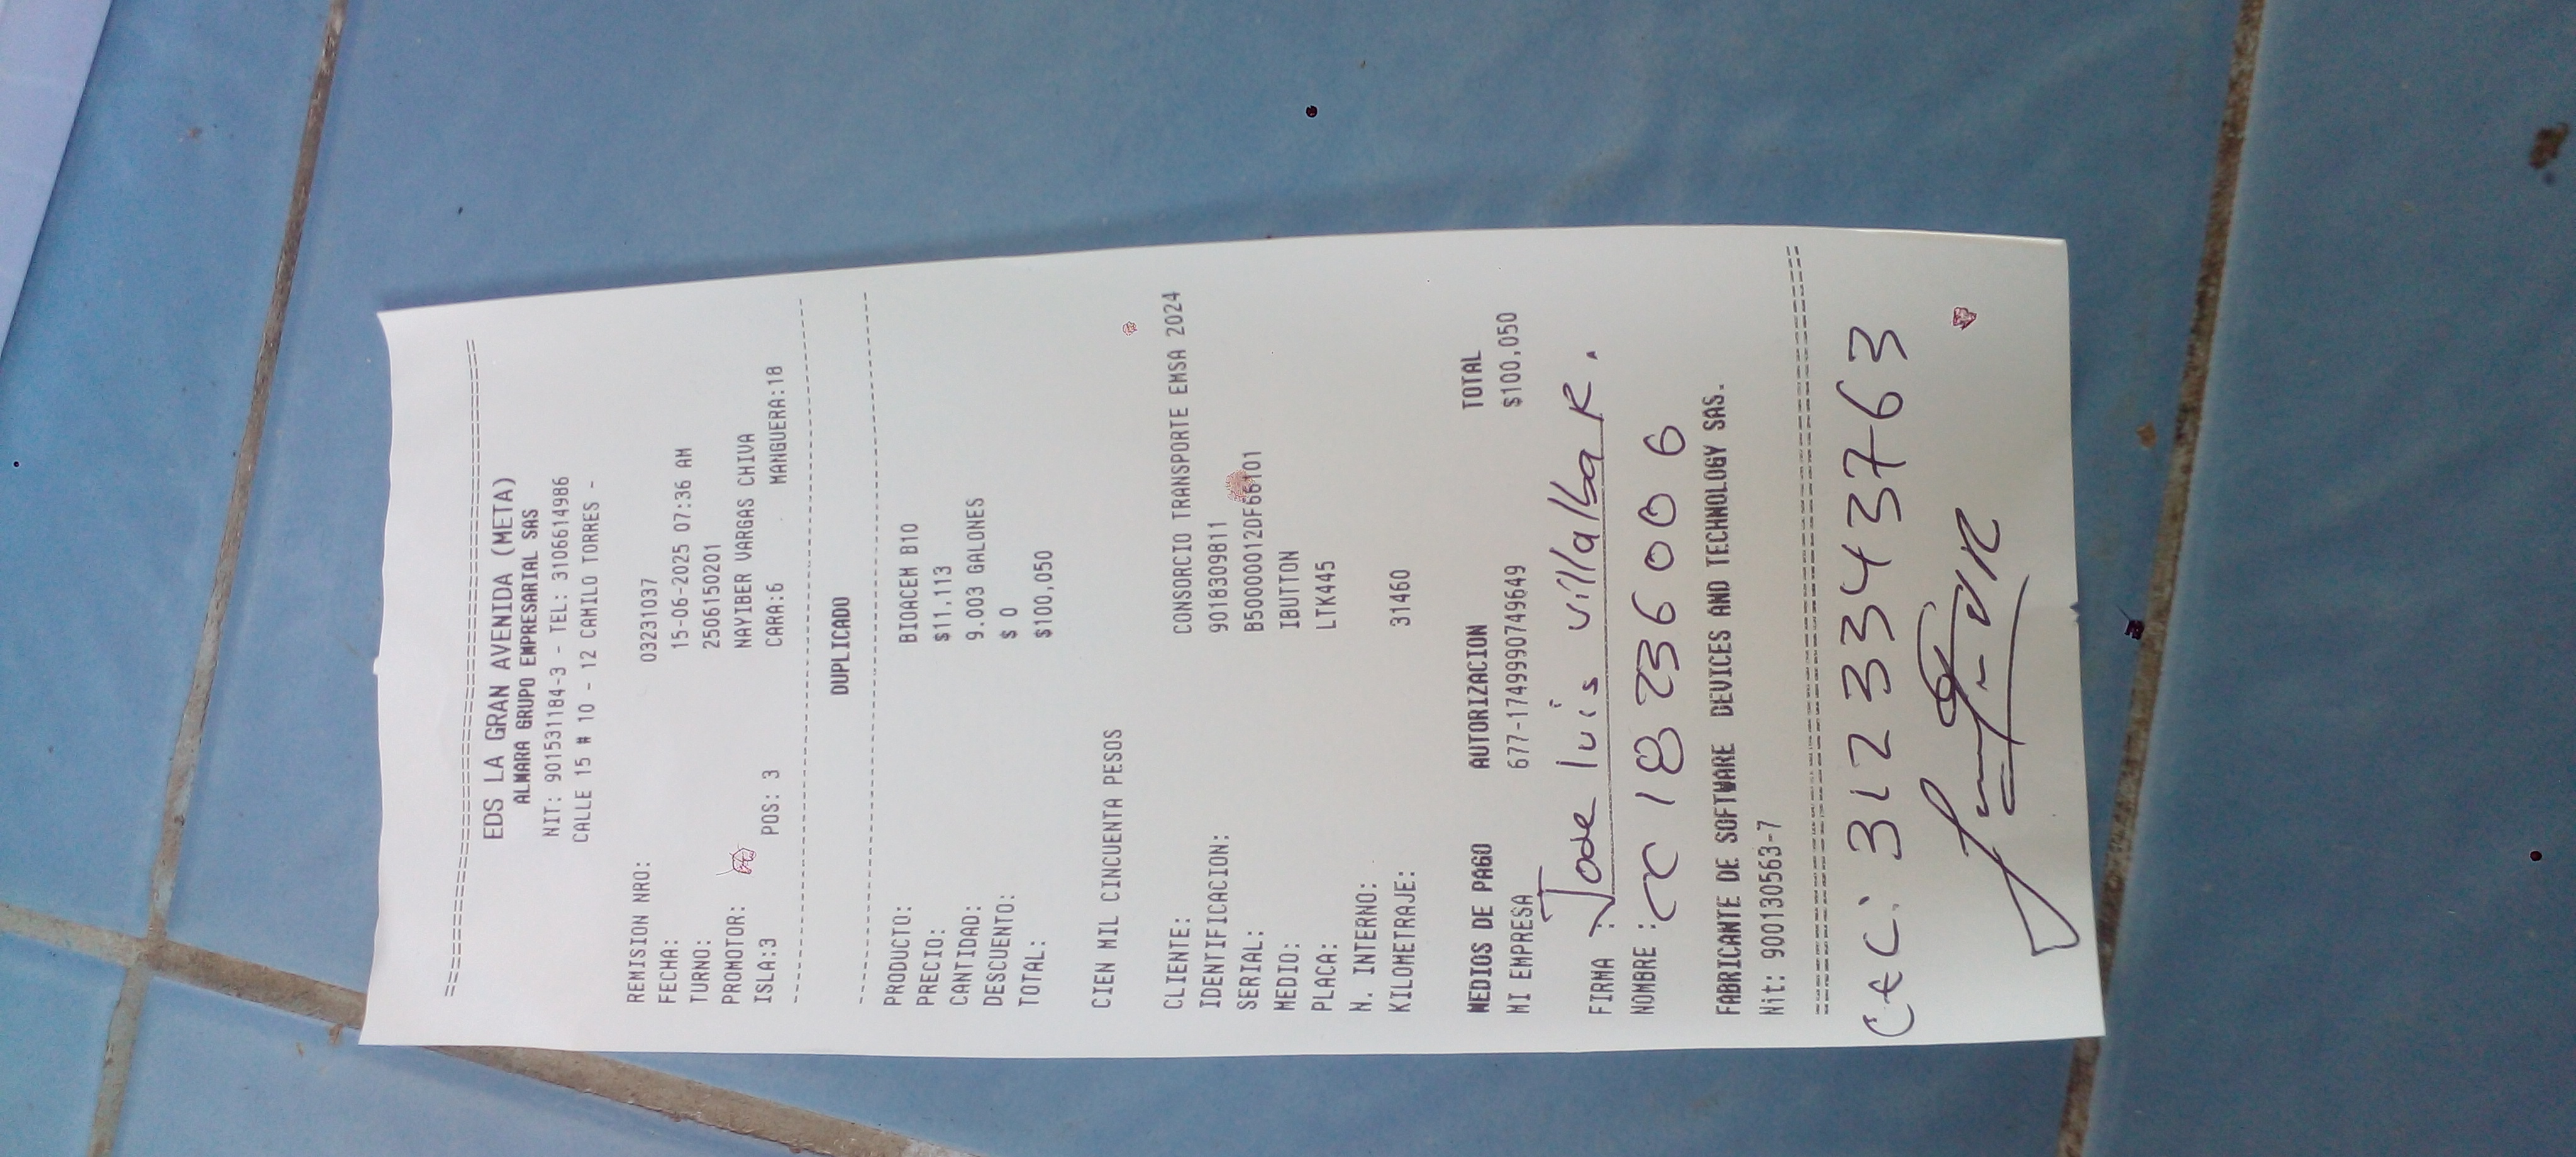 ================================================
EDS LA GRAN AVENIDA (META)
ALMARA GRUPO EMPRESARIAL SAS
NIT: 901531184-3 - TEL: 3106614986
CALLE 15 # 10 - 12 CAMILO TORRES -
REMISION NRO: 03231037
FECHA: 15-06-2025 07:36 AM
TURNO: 2506150201
PROMOTOR: NAYIBER VARGAS CHIVA
ISLA:3 POS: 3 CARA:6 MANGUERA:18
------------------------------------------------
DUPLICADO
------------------------------------------------
PRODUCTO: BIOACEM B10
PRECIO: $11,113
CANTIDAD: 9.003 GALONES
DESCUENTO: $ 0
TOTAL: $100,050
CIEN MIL CINCUENTA PESOS
CLIENTE: CONSORCIO TRANSPORTE EMSA 2024
IDENTIFICACION: 9018309811
SERIAL:
MEDIO: IBUTTON
PLACA: LTK445
N. INTERNO:
KILOMETRAJE: 31460
MEDIOS DE PAGO AUTORIZACION TOTAL
MI EMPRESA 677-1749990749649 $100,050
FIRMA : Jose luis villalba R.
NOMBRE : cc 18236006
FABRICANTE DE SOFTWARE DEVICES AND TECHNOLOGY SAS.
Nit: 9001130563-7
================================================
Cec: 3123343763